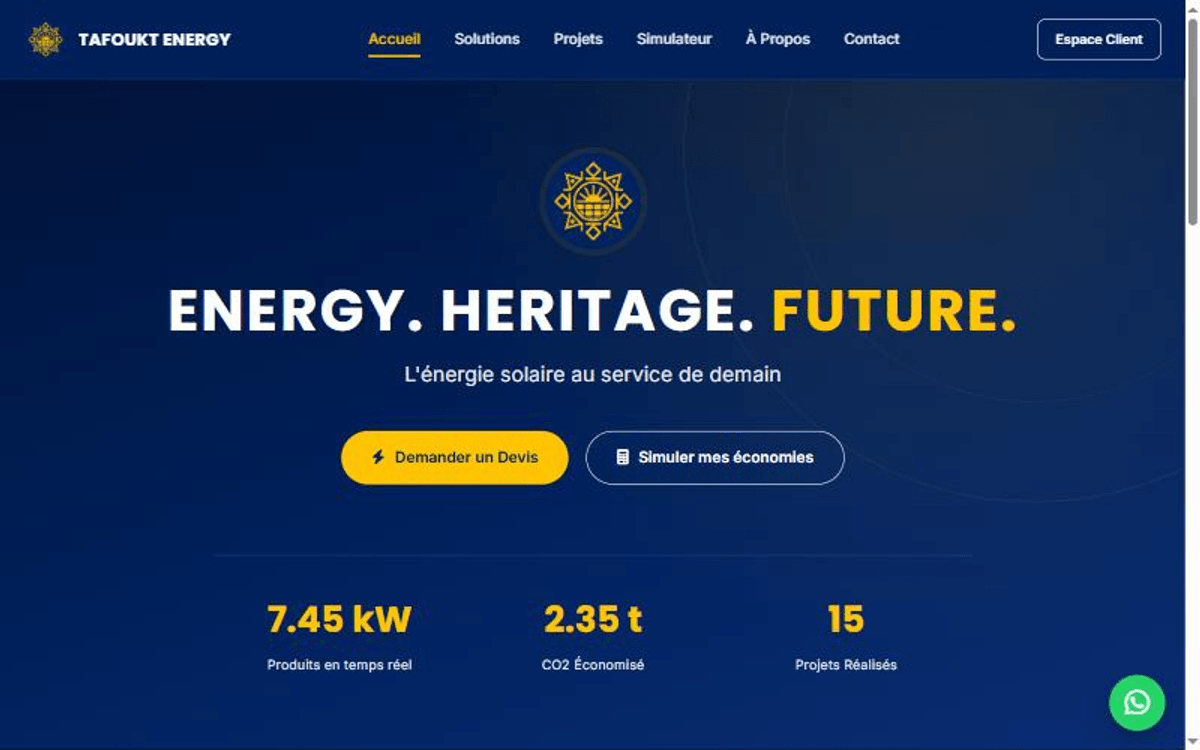 TAFOUKT ENERGY
Accueil Solutions Projets Simulateur À Propos Contact
Espace Client
ENERGY. HERITAGE. FUTURE.
L'énergie solaire au service de demain
Demander un Devis
Simuler mes économies
7.45 kW 2.35 t 15
Produits en temps réel CO2 Économisé Projets Réalisés